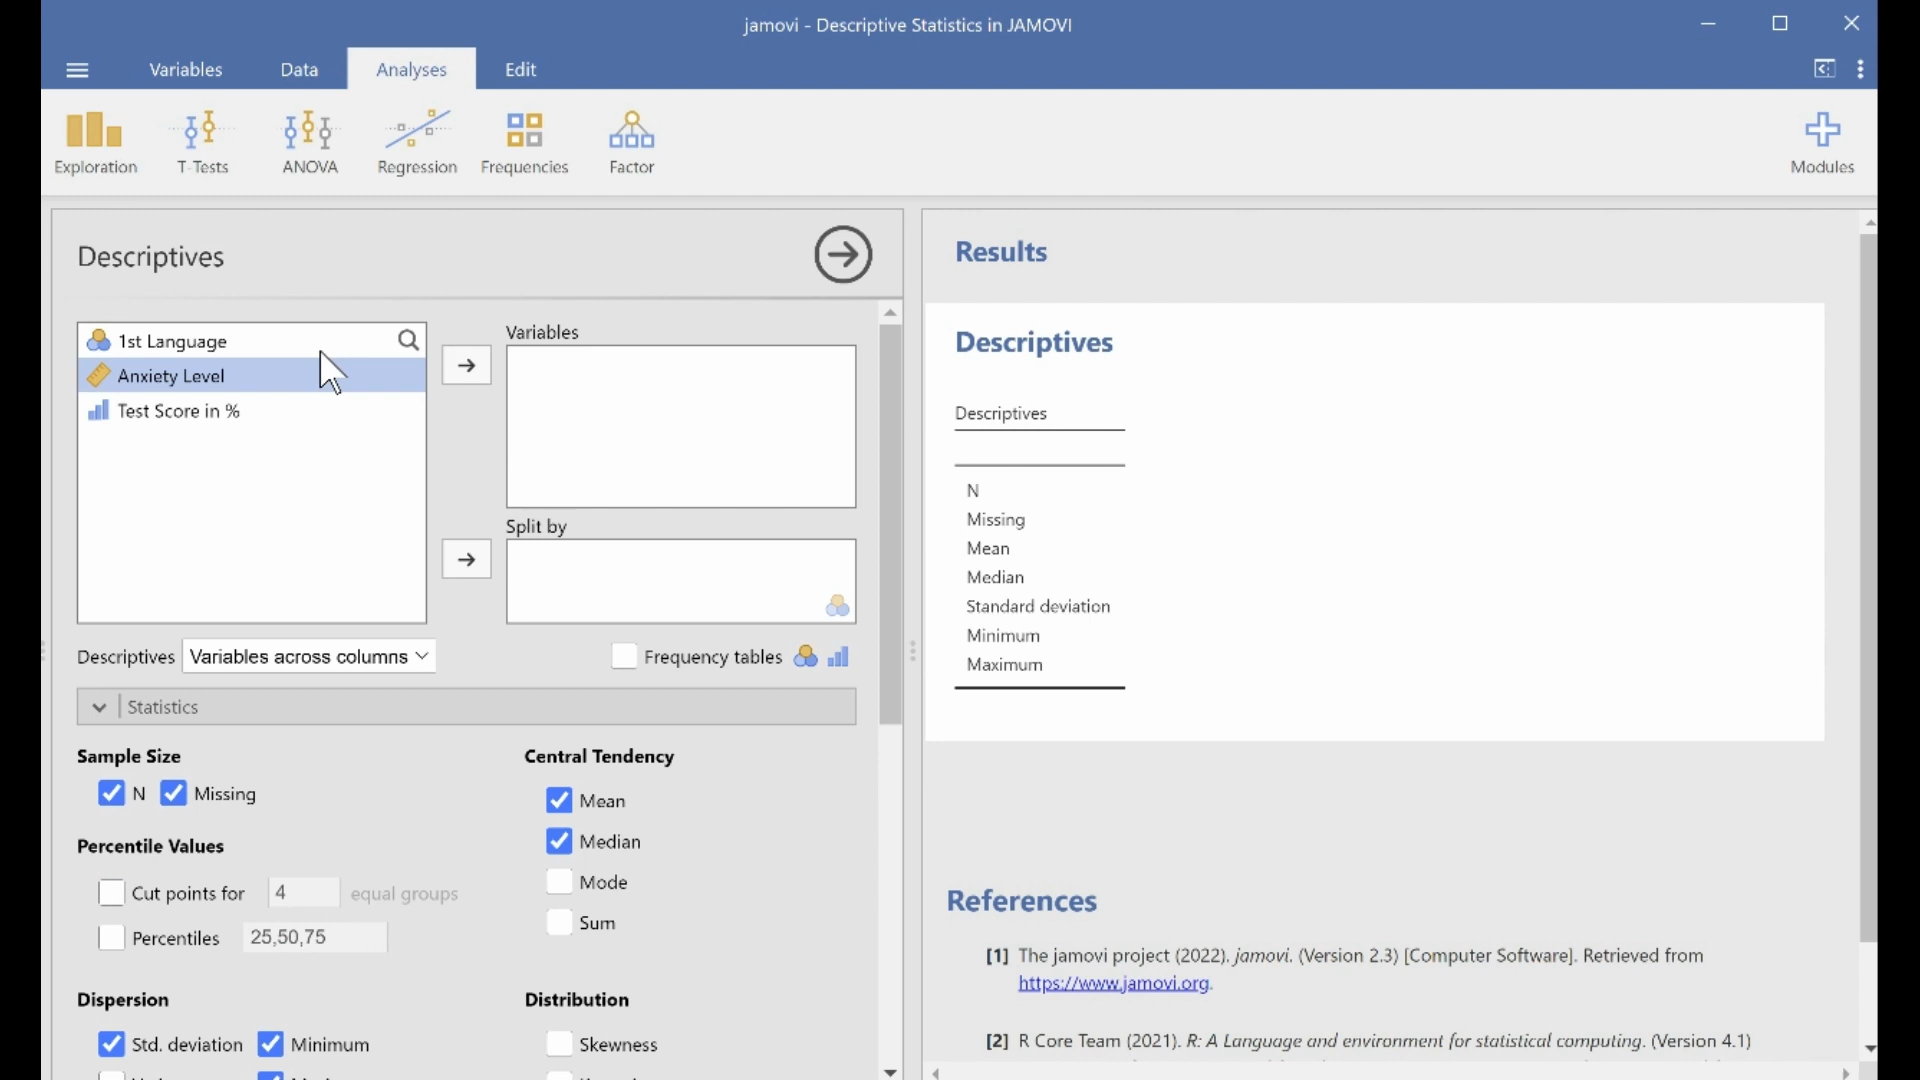 jamovi - Descriptive Statistics in JAMOVI
Variables Data Analyses Edit
Exploration T-Tests ANOVA Regression Frequencies Factor Modules
Descriptives
1st Language
Anxiety Level
Test Score in %
Variables
Split by
Descriptives Variables across columns Frequency tables
Statistics
Sample Size
N Missing
Percentile Values
Cut points for 4 equal groups
Percentiles 25,50,75
Dispersion
Std. deviation Minimum
Central Tendency
Mean
Median
Mode
Sum
Distribution
Skewness
Results
Descriptives
Descriptives
N
Missing
Mean
Median
Standard deviation
Minimum
Maximum
References
[1] The jamovi project (2022). jamovi. (Version 2.3) [Computer Software]. Retrieved from
https://www.jamovi.org.
[2] R Core Team (2021). R: A Language and environment for statistical computing. (Version 4.1)